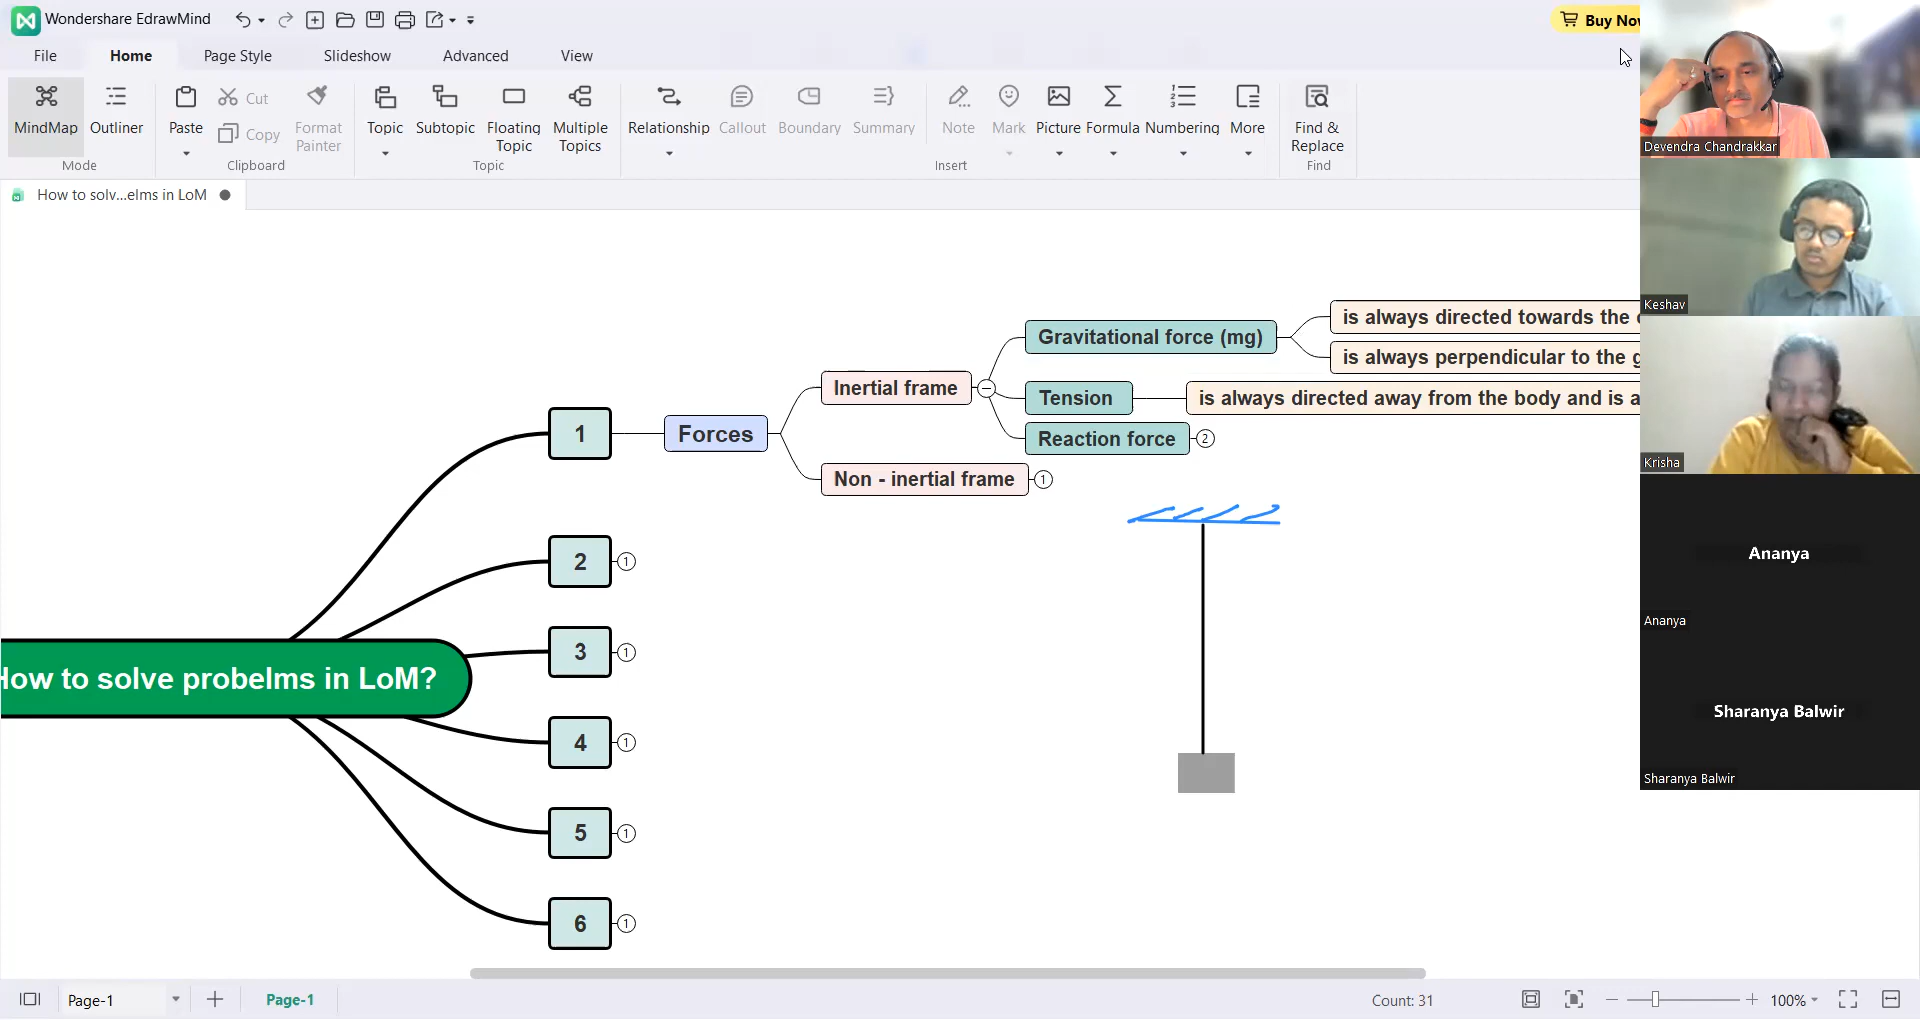 Wondershare EdrawMind
Buy Nov
File
Home
Page Style
Slideshow
Advanced
View
MindMap
Outliner
Mode
Paste
Cut
Copy
Format
Painter
Clipboard
Topic
Subtopic
Floating
Topic
Multiple
Topics
Topic
Relationship
Callout
Boundary
Summary
Note
Mark
Picture
Formula
Numbering
More
Insert
Find &
Replace
Find
How to solv...elms in LoM
How to solve probelms in LoM?
1
Forces
Inertial frame
Gravitational force (mg)
is always directed towards the
is always perpendicular to the g
Tension
is always directed away from the body and is a
Reaction force
2
Non - inertial frame
1
2
1
3
1
4
1
5
1
6
1
Devendra Chandrakkar
Keshav
Krisha
Ananya
Ananya
Sharanya Balwir
Sharanya Balwir
Page-1
Page-1
Count: 31
100%